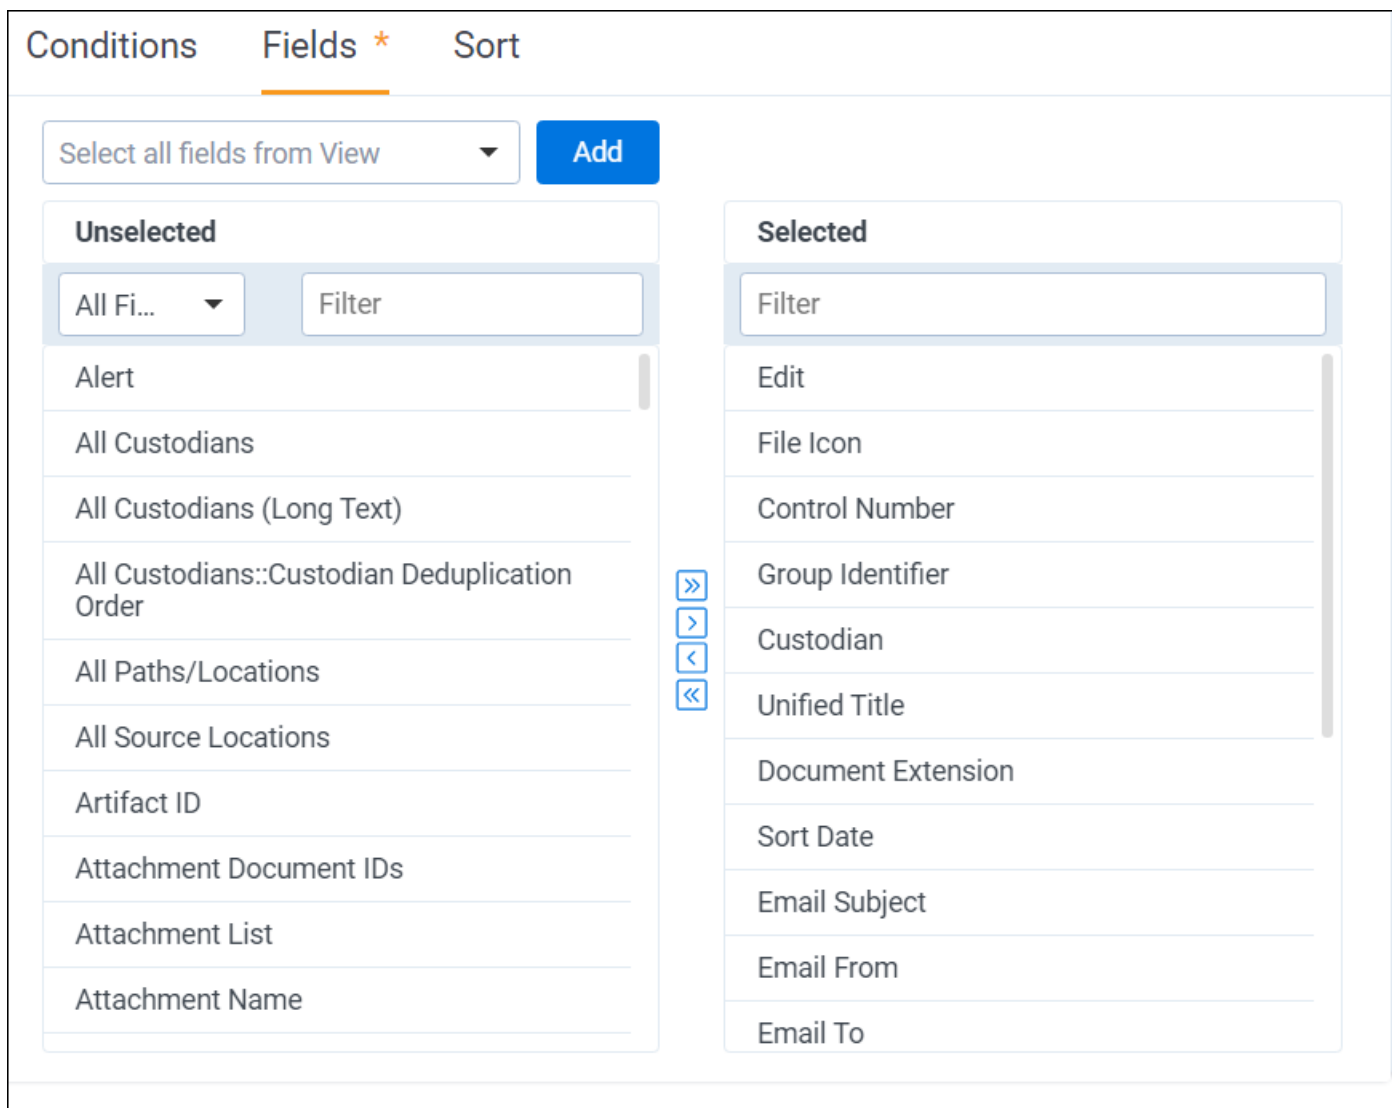 Conditions Fields * Sort
Select all fields from View Add
Unselected
All Fi... Filter
Alert
All Custodians
All Custodians (Long Text)
All Custodians::Custodian Deduplication
Order
All Paths/Locations
All Source Locations
Artifact ID
Attachment Document IDs
Attachment List
Attachment Name
Selected
Filter
Edit
File Icon
Control Number
Group Identifier
Custodian
Unified Title
Document Extension
Sort Date
Email Subject
Email From
Email To